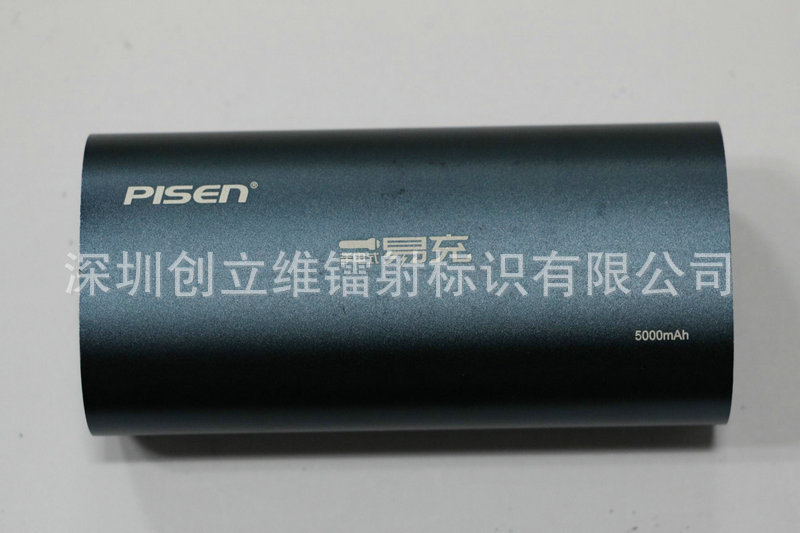 PISEN®
易充
深圳创立维镭射标识有限公司
5000mAh